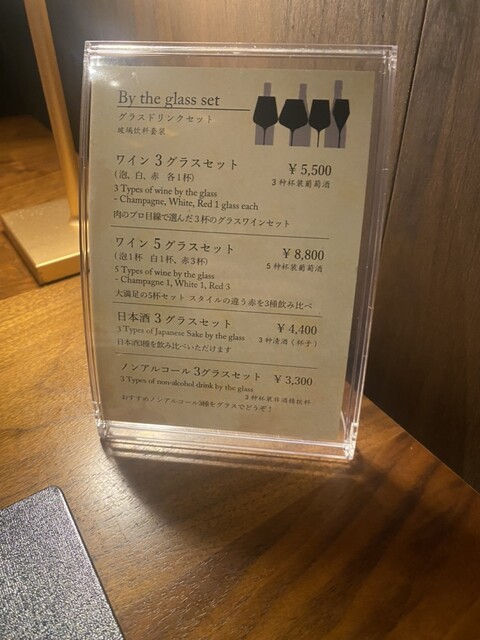 By the glass set
グラスドリンクセット
玻璃饮料套装
ワイン 3 グラスセット ¥ 5,500
(泡、白、赤 各1杯) 3 种杯装葡萄酒
3 Types of wine by the glass
- Champagne, White, Red 1 glass each
肉のプロ目線で選んだ3杯のグラスワインセット
ワイン 5 グラスセット ¥ 8,800
(泡1杯 白1杯、赤3杯) 5 种杯装葡萄酒
5 Types of wine by the glass
- Champagne 1, White 1, Red 3
大満足の5杯セット スタイルの違う赤を3種飲み比べ
日本酒 3 グラスセット ¥ 4,400
3 Types of Japanese Sake by the glass 3 种清酒 (杯子)
日本酒3種を飲み比べいただけます
ノンアルコール 3グラスセット ¥ 3,300
3 Types of non-alcohol drink by the glass
3 种杯装非酒精饮料
おすすめノンアルコール3種をグラスでどうぞ！